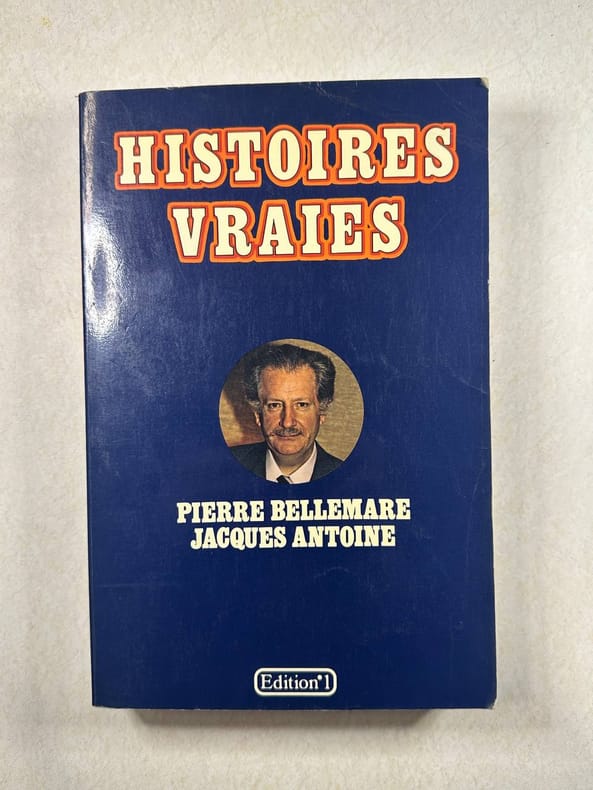 HISTOIRES
VRAIES
PIERRE BELLEMARE
JACQUES ANTOINE
Edition°1